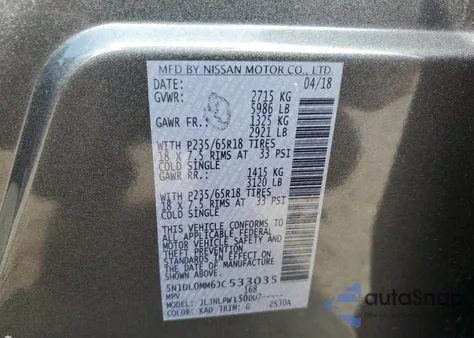 MFD BY NISSAN MOTOR CO., LTD.
DATE: 04/18
GVWR: 2715 KG
5986 LB
GAWR FR.: 1325 KG
2921 LB
WITH P235/65R18 TIRES
18 X 7.5 RIMS AT 33 PSI
COLD SINGLE
GAWR RR.: 1415 KG
3120 LB
WITH P235/65R18 TIRES
18 X 7.5 RIMS AT 33 PSI
COLD SINGLE
THIS VEHICLE CONFORMS TO
ALL APPLICABLE FEDERAL
MOTOR VEHICLE SAFETY AND
THEFT PREVENTION
STANDARDS IN EFFECT ON
THE DATE OF MANUFACTURE
SHOWN ABOVE.
5N1DL0MM6JC533035
MPV 168
MODEL:
COLOR: KAD TRIM: G 2530A
AutoSnap